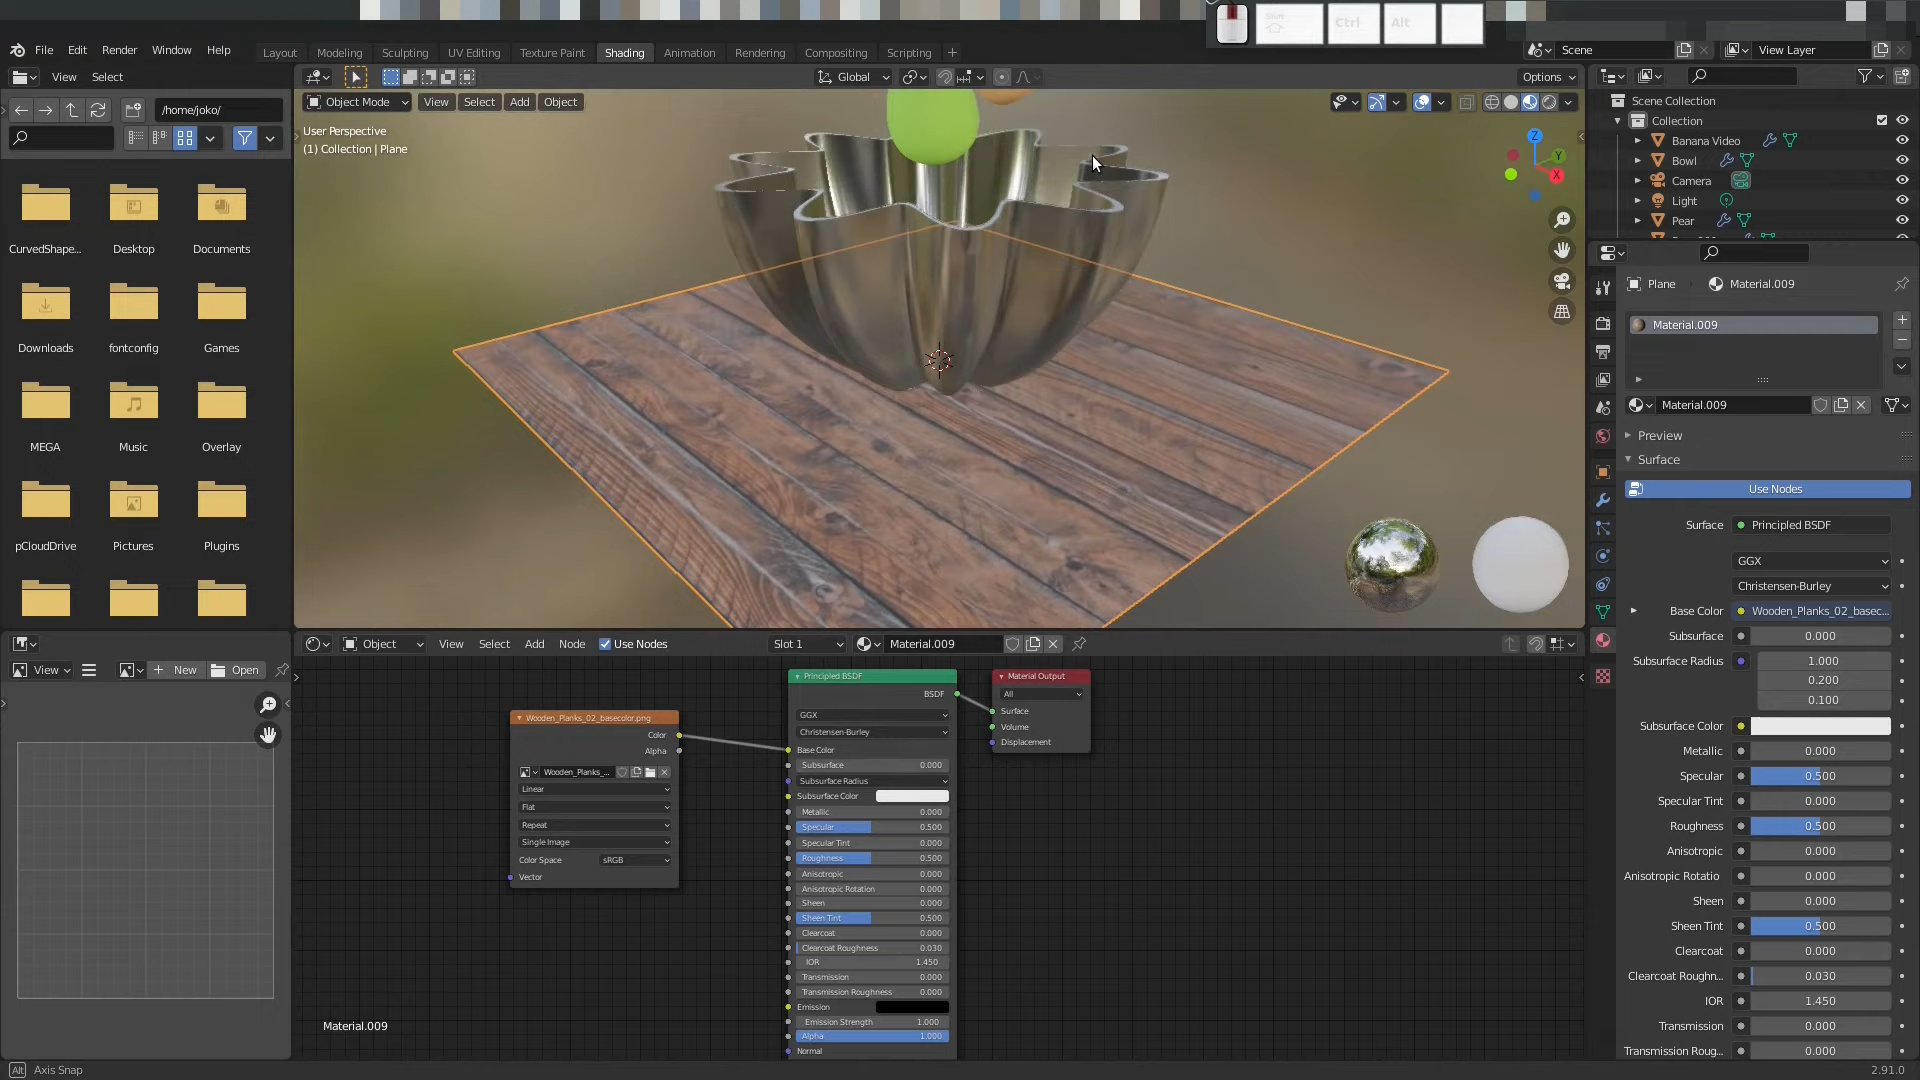 Shift Ctrl Alt
File Edit Render Window Help
Layout Modeling Sculpting UV Editing Texture Paint Shading Animation Rendering Compositing Scripting +
Scene
View Layer
View Select
Global
Options
/home/joko/
Object Mode View Select Add Object
User Perspective
(1) Collection | Plane
Z
Y
X
CurvedShape... Desktop Documents
Downloads fontconfig Games
MEGA Music Overlay
pCloudDrive Pictures Plugins
Scene Collection
Collection
Banana Video
Bowl
Camera
Light
Pear
Plane Material.009
Material.009
Material.009
Preview
Surface
Use Nodes
Surface Principled BSDF
GGX
Christensen-Burley
Base Color Wooden_Planks_02_basec...
Subsurface 0.000
Subsurface Radius 1.000
0.200
0.100
Subsurface Color
Metallic 0.000
Specular 0.500
Specular Tint 0.000
Roughness 0.500
Anisotropic 0.000
Anisotropic Rotatio 0.000
Sheen 0.000
Sheen Tint 0.500
Clearcoat 0.000
Clearcoat Roughn... 0.030
IOR 1.450
Transmission 0.000
Transmission Roug... 0.000
View New Open
Object View Select Add Node Use Nodes Slot 1 Material.009
Wooden_Planks_02_basecolor.png
Color
Alpha
Wooden_Planks_...
Linear
Flat
Repeat
Single Image
Color Space sRGB
Vector
Principled BSDF
BSDF
GGX
Christensen-Burley
Base Color
Subsurface 0.000
Subsurface Radius
Subsurface Color
Metallic 0.000
Specular 0.500
Specular Tint 0.000
Roughness 0.500
Anisotropic 0.000
Anisotropic Rotation 0.000
Sheen 0.000
Sheen Tint 0.500
Clearcoat 0.000
Clearcoat Roughness 0.030
IOR 1.450
Transmission 0.000
Transmission Roughness 0.000
Emission
Emission Strength 1.000
Alpha 1.000
Normal
Material Output
All
Surface
Volume
Displacement
Material.009
Alt Axis Snap
2.91.0